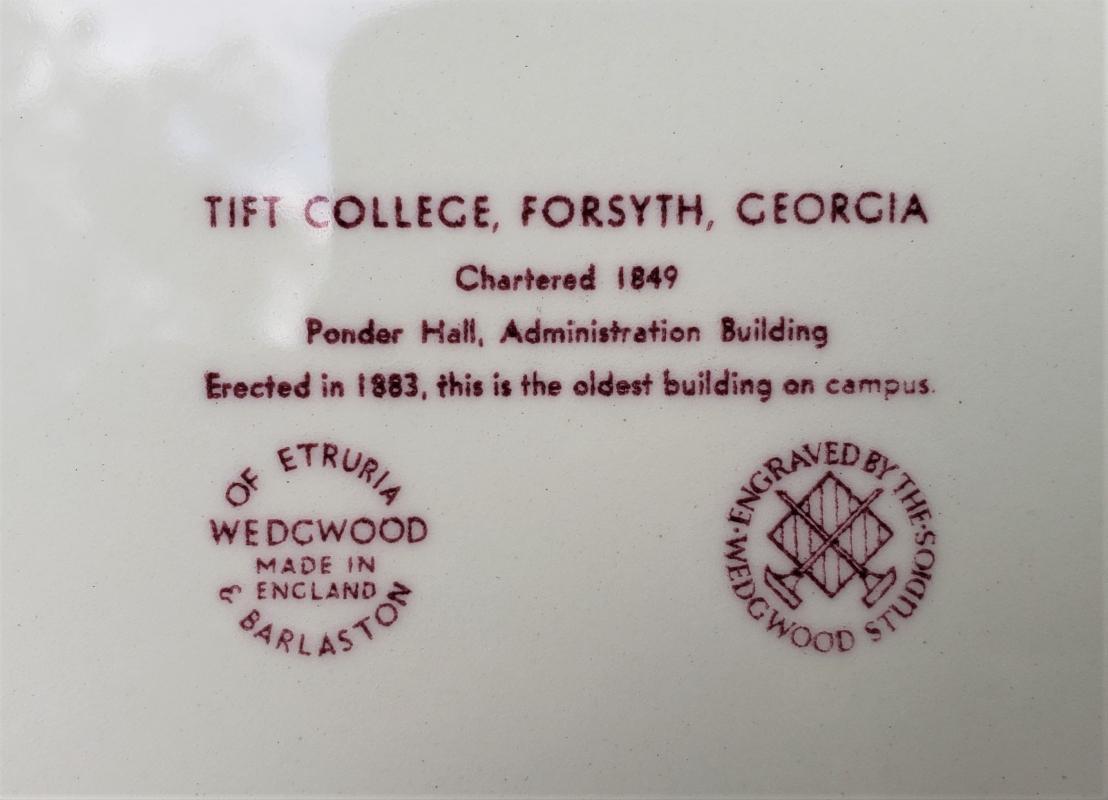 TIFT COLLEGE, FORSYTH, GEORGIA
Chartered 1849
Ponder Hall, Administration Building
Erected in 1883, this is the oldest building on campus.
OF ETRURIA
WEDGWOOD
MADE IN
ENGLAND
& BARLASTON
ENGRAVED BY THE·
STUDIOS
WEDGWOOD·